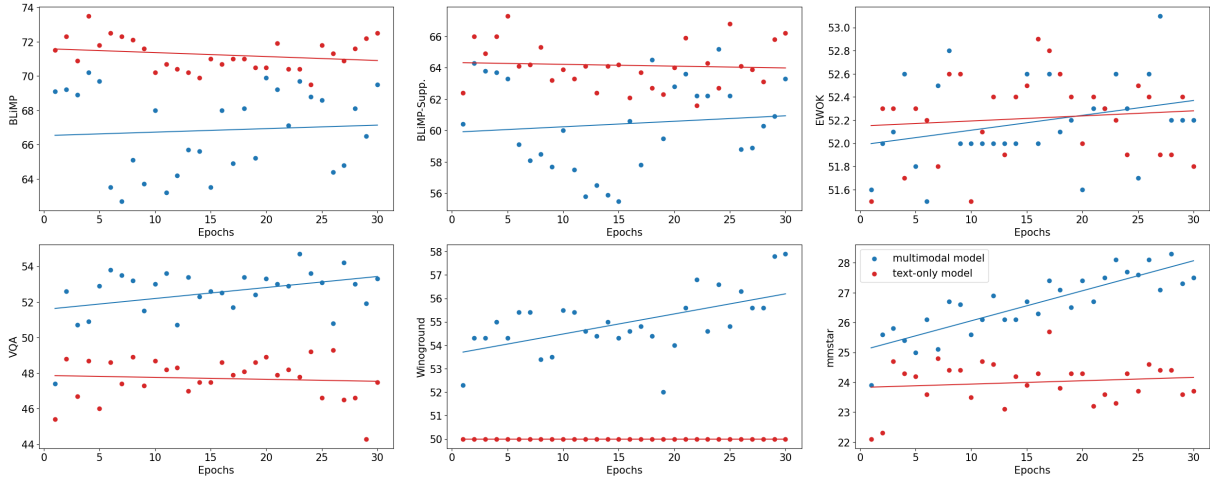 BLiMP
74
72
70
68
66
64
0 5 10 15 20 25 30
Epochs
BLiMP-Supp.
66
64
62
60
58
56
0 5 10 15 20 25 30
Epochs
EWOK
53.0
52.8
52.6
52.4
52.2
52.0
51.8
51.6
0 5 10 15 20 25 30
Epochs
VQA
54
52
50
48
46
44
0 5 10 15 20 25 30
Epochs
Winoground
58
57
56
55
54
53
52
51
50
0 5 10 15 20 25 30
Epochs
mmstar
28
27
26
25
24
23
22
0 5 10 15 20 25 30
Epochs
multimodal model
text-only model